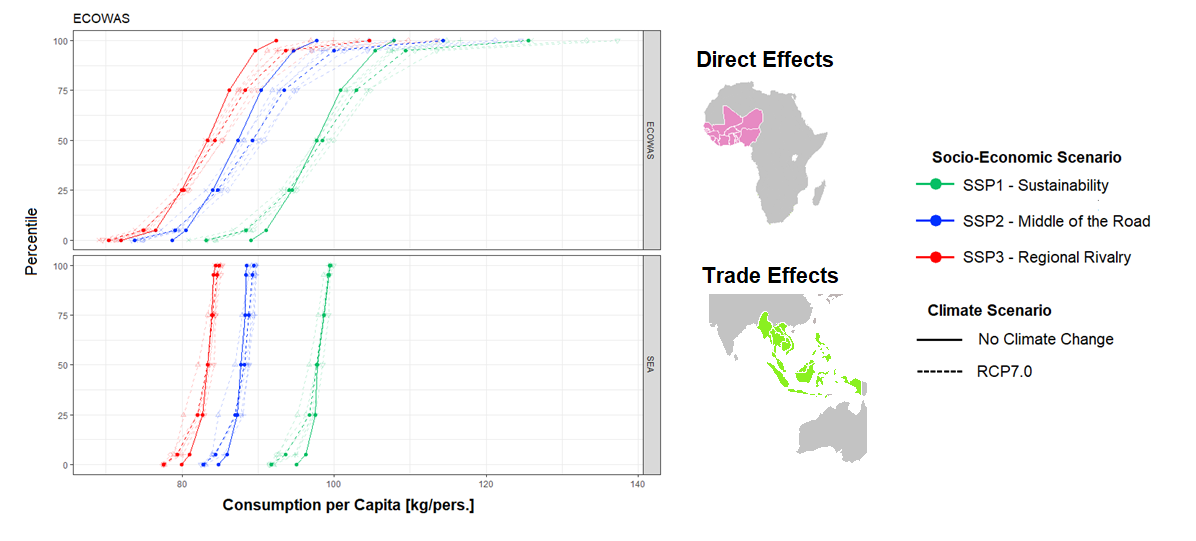 ECOWAS
100
75
50
25
0
ECOWAS
100
75
50
25
0
SEA
80
100
120
140
Percentile
Consumption per Capita [kg/pers.]
Direct Effects
Trade Effects
Socio-Economic Scenario
SSP1 - Sustainability
SSP2 - Middle of the Road
SSP3 - Regional Rivalry
Climate Scenario
No Climate Change
RCP7.0